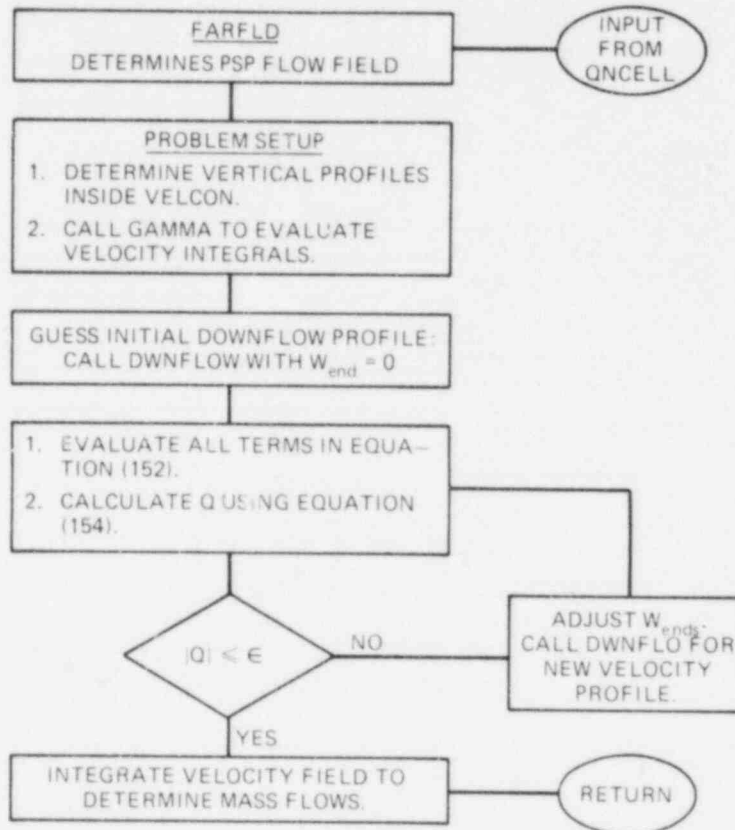 FARFLD
DETERMINES PSP FLOW FIELD
INPUT
FROM
QNCELL
PROBLEM SETUP
1. DETERMINE VERTICAL PROFILES
INSIDE VELCON.
2. CALL GAMMA TO EVALUATE
VELOCITY INTEGRALS.
GUESS INITIAL DOWNFLOW PROFILE:
CALL DWNFLOW WITH W_end = 0
1. EVALUATE ALL TERMS IN EQUA-
TION (152).
2. CALCULATE Q USING EQUATION
(154).
|Q| ≤ ϵ
NO
ADJUST W_ends.
CALL DWNFLO FOR
NEW VELOCITY
PROFILE.
YES
INTEGRATE VELOCITY FIELD TO
DETERMINE MASS FLOWS.
RETURN